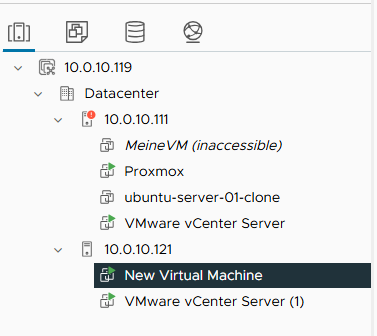 10.0.10.119
Datacenter
10.0.10.111
MeineVM (inaccessible)
Proxmox
ubuntu-server-01-clone
VMware vCenter Server
10.0.10.121
New Virtual Machine
VMware vCenter Server (1)